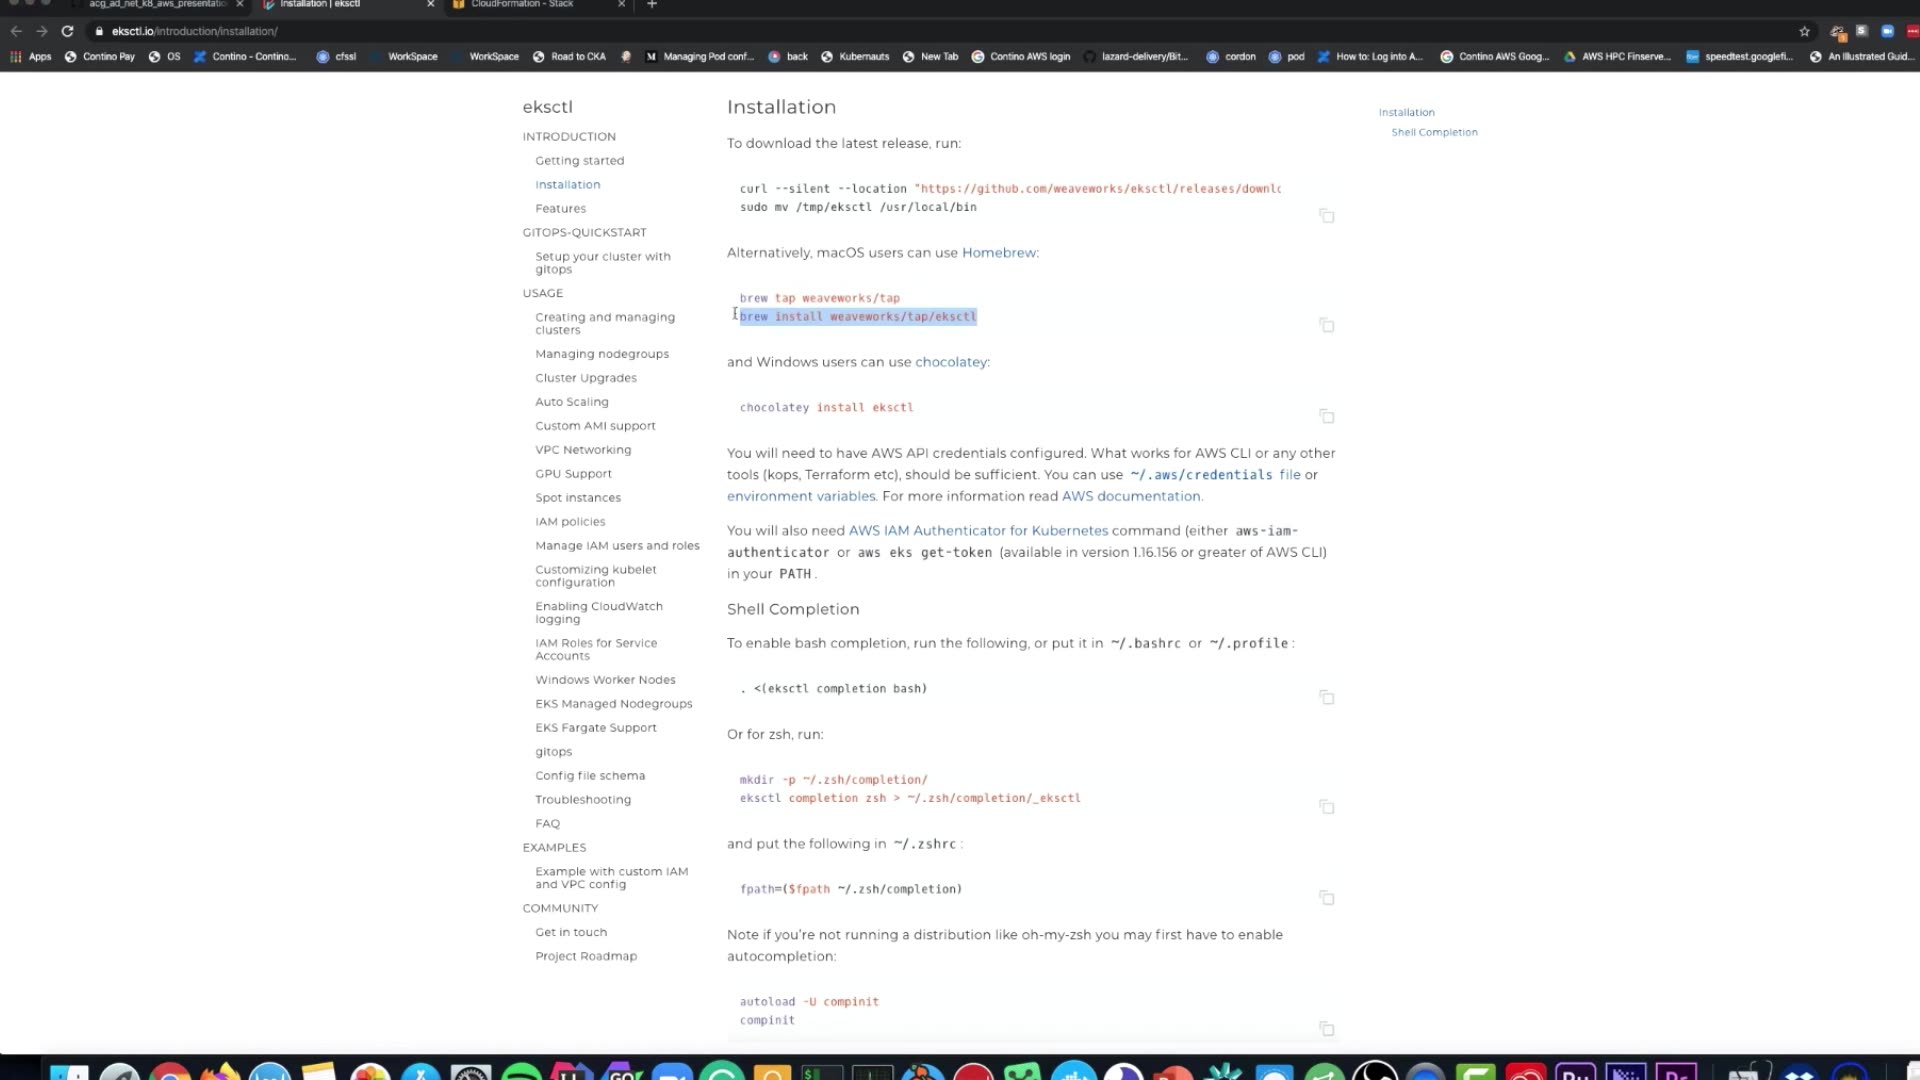 acg_ad_net_k8_aws_presentatio
Installation | eksctl
CloudFormation - Stack
eksctl.io/introduction/installation/
Apps
Contino Pay
OS
Contino - Contino...
cfssl
WorkSpace
WorkSpace
Road to CKA
Managing Pod conf...
back
Kubernauts
New Tab
Contino AWS login
lazard-delivery/Bit...
cordon
pod
How to: Log into A...
Contino AWS Goog...
AWS HPC Finserve...
speedtest.googlefi...
An Illustrated Guid...
eksctl
INTRODUCTION
Getting started
Installation
Features
GITOPS-QUICKSTART
Setup your cluster with
gitops
USAGE
Creating and managing
clusters
Managing nodegroups
Cluster Upgrades
Auto Scaling
Custom AMI support
VPC Networking
GPU Support
Spot instances
IAM policies
Manage IAM users and roles
Customizing kubelet
configuration
Enabling CloudWatch
logging
IAM Roles for Service
Accounts
Windows Worker Nodes
EKS Managed Nodegroups
EKS Fargate Support
gitops
Config file schema
Troubleshooting
FAQ
EXAMPLES
Example with custom IAM
and VPC config
COMMUNITY
Get in touch
Project Roadmap
Installation
To download the latest release, run:
curl --silent --location "https://github.com/weaveworks/eksctl/releases/downlo
sudo mv /tmp/eksctl /usr/local/bin
Alternatively, macOS users can use Homebrew:
brew tap weaveworks/tap
brew install weaveworks/tap/eksctl
and Windows users can use chocolatey:
chocolatey install eksctl
You will need to have AWS API credentials configured. What works for AWS CLI or any other
tools (kops, Terraform etc), should be sufficient. You can use ~/.aws/credentials file or
environment variables. For more information read AWS documentation.
You will also need AWS IAM Authenticator for Kubernetes command (either aws-iam-
authenticator or aws eks get-token (available in version 1.16.156 or greater of AWS CLI)
in your PATH.
Shell Completion
To enable bash completion, run the following, or put it in ~/.bashrc or ~/.profile:
. <(eksctl completion bash)
Or for zsh, run:
mkdir -p ~/.zsh/completion/
eksctl completion zsh > ~/.zsh/completion/_eksctl
and put the following in ~/.zshrc:
fpath=($fpath ~/.zsh/completion)
Note if you're not running a distribution like oh-my-zsh you may first have to enable
autocompletion:
autoload -U compinit
compinit
Installation
Shell Completion